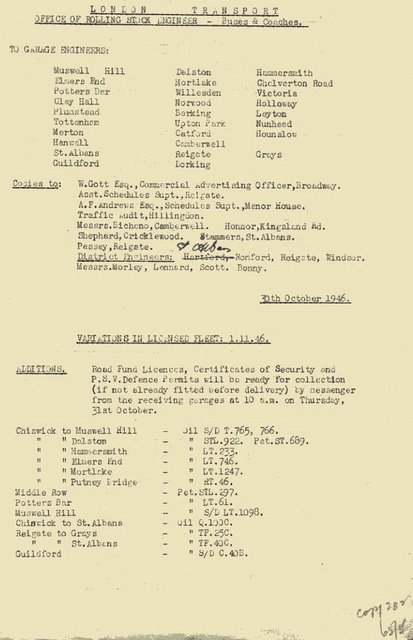 LONDON TRANSPORT
OFFICE OF ROLLING STOCK ENGINEER - Buses & Coaches.
TO GARAGE ENGINEERS:
Muswell Hill Dalston Hammersmith
Elmers End Mortlake Chelverton Road
Potters Bar Willesden Victoria
Clay Hall Norwood Holloway
Plumstead Barking Leyton
Tottenham Upton Park Nunhead
Merton Catford Hounslow
Hanwell Camberwell
St.Albans Reigate Grays
Guildford Dorking
Copies to: W.Gott Esq.,Commercial Advertising Officer,Broadway.
Asst.Schedules Supt.,Reigate.
A.F.Andrews Esq.,Schedules Supt.,Manor House.
Traffic Audit,Hillingdon.
Messrs.Bicheno,Camberwell. Honnor,Kingsland Rd.
Shephard,Cricklewood. Stammers,St.Albans.
Passey,Reigate. St Albans
District Engineers: Hertford, Romford, Reigate, Windsor.
Messrs.Morley, Lennard, Scott. Bonny.
30th October 1946.
VARIATIONS IN LICENSED FLEET: 1.11.46.
ADDITIONS. Road Fund Licences, Certificates of Security and
P.S.V.Defence Permits will be ready for collection
(if not already fitted before delivery) by messenger
from the receiving garages at 10 a.m. on Thursday,
31st October.
Chiswick to Muswell Hill - Oil S/D T.765, 766.
" " Dalston - " STL.922. Pet.ST.689.
" " Hammersmith - " LT.233.
" " Elmers End - " LT.746.
" " Mortlake - " LT.1247.
" " Putney Bridge - " RT.46.
Middle Row - Pet.STL.297.
Potters Bar - " LT.61.
Muswell Hill - " S/D LT.1098.
Chiswick to St.Albans - Oil Q.100C.
Reigate to Grays - " TF.25C.
" " St.Albans - " TF.40C.
Guildford - " S/D C.40B.
copy 282